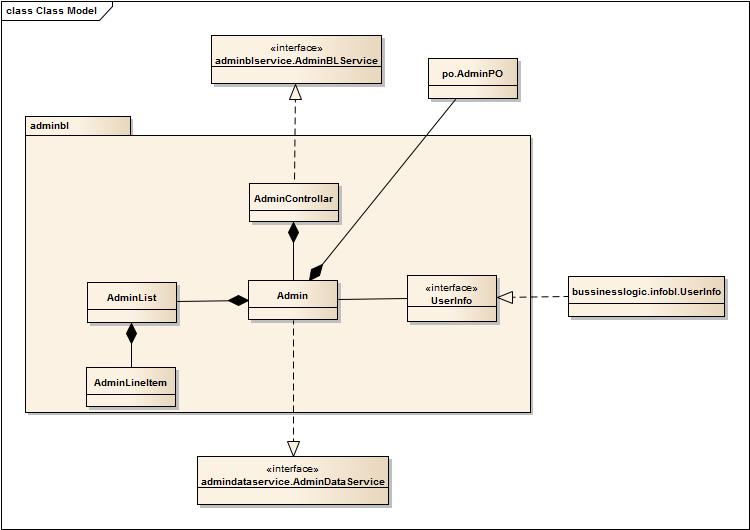 class Class Model
«interface»
adminblservice.AdminBLService
po.AdminPO
adminbl
AdminControllar
AdminList
Admin
«interface»
UserInfo
bussinesslogic.infobl.UserInfo
AdminLineItem
«interface»
admindataservice.AdminDataService